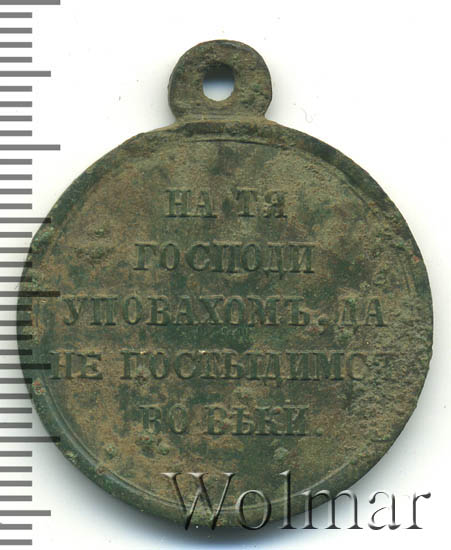 НА ТЯ
ГОСПОДИ
УПОВАХОМЪ. ДА
НЕ ПОСТЫДИМСЯ
ВО ВѢКИ.
Wolmar